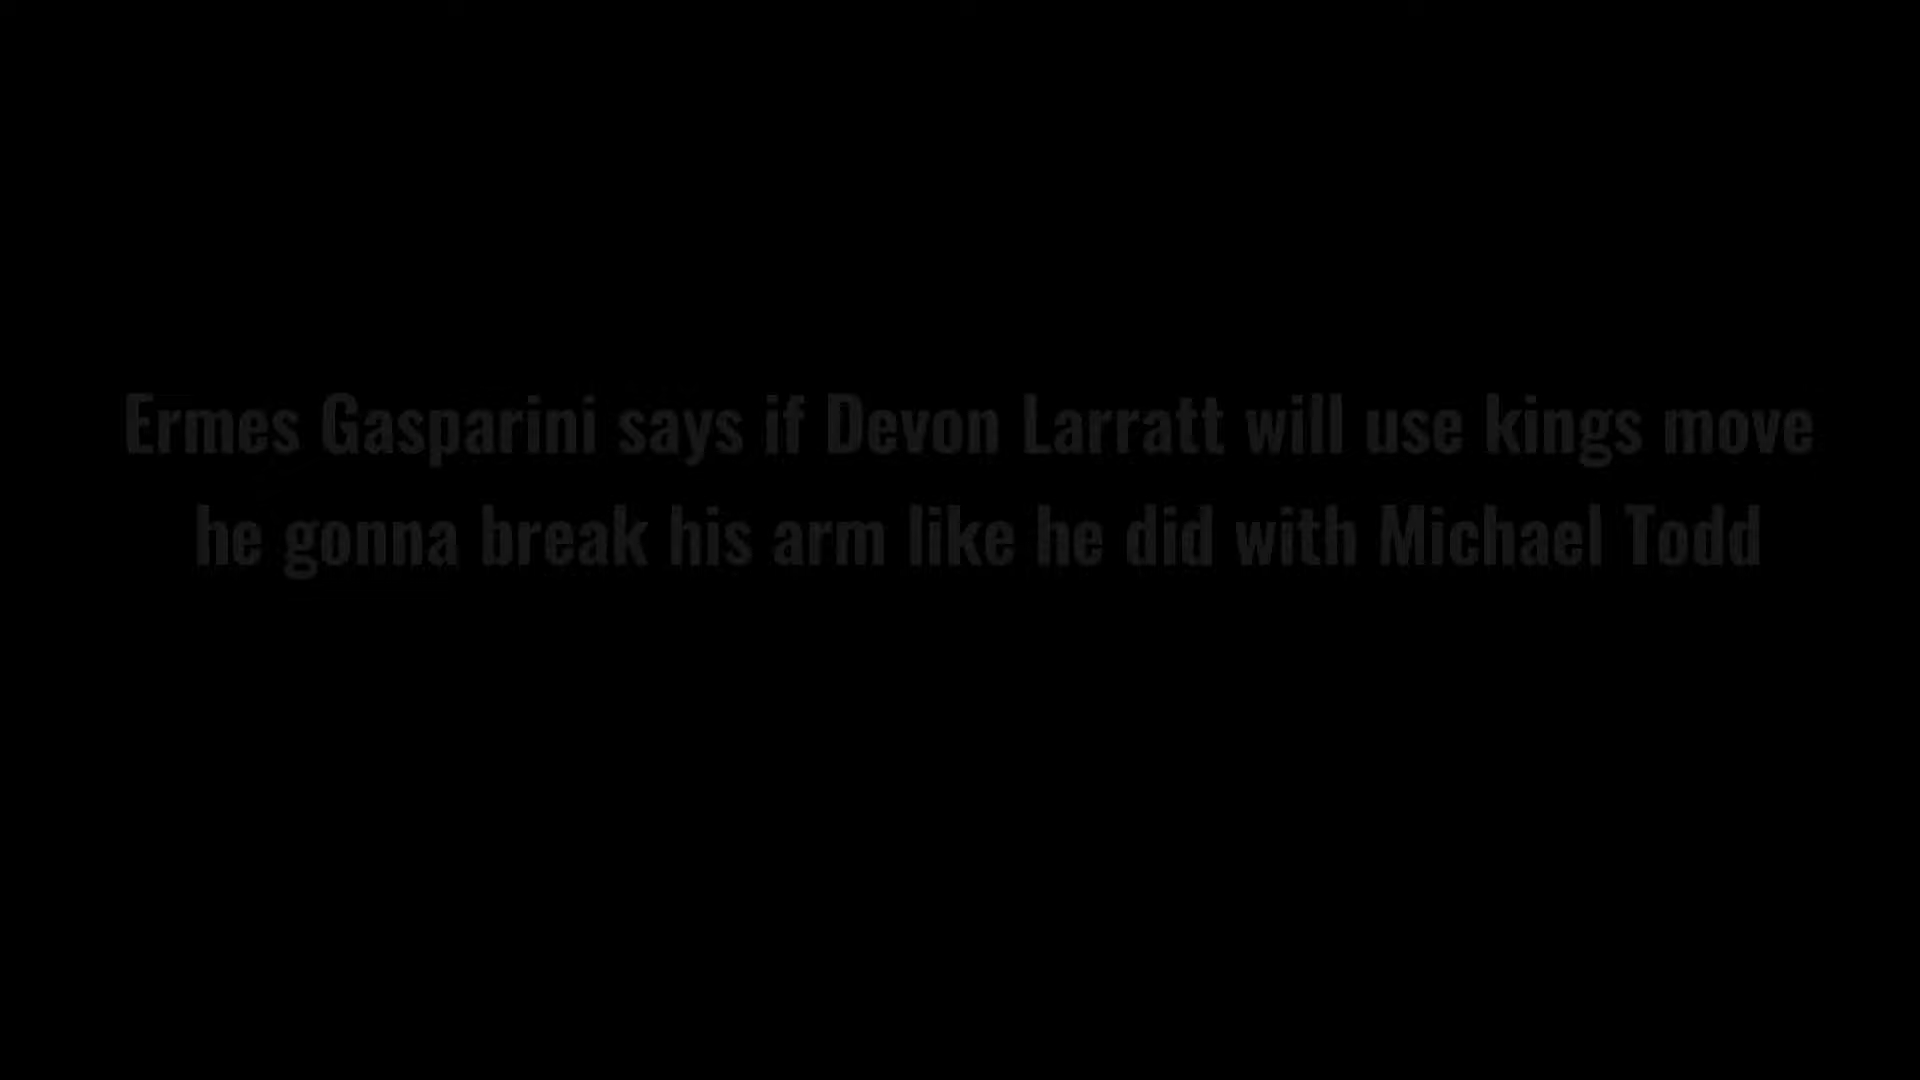 Ermes Gasparini says if Devon Larratt will use kings move
he gonna break his arm like he did with Michael Todd